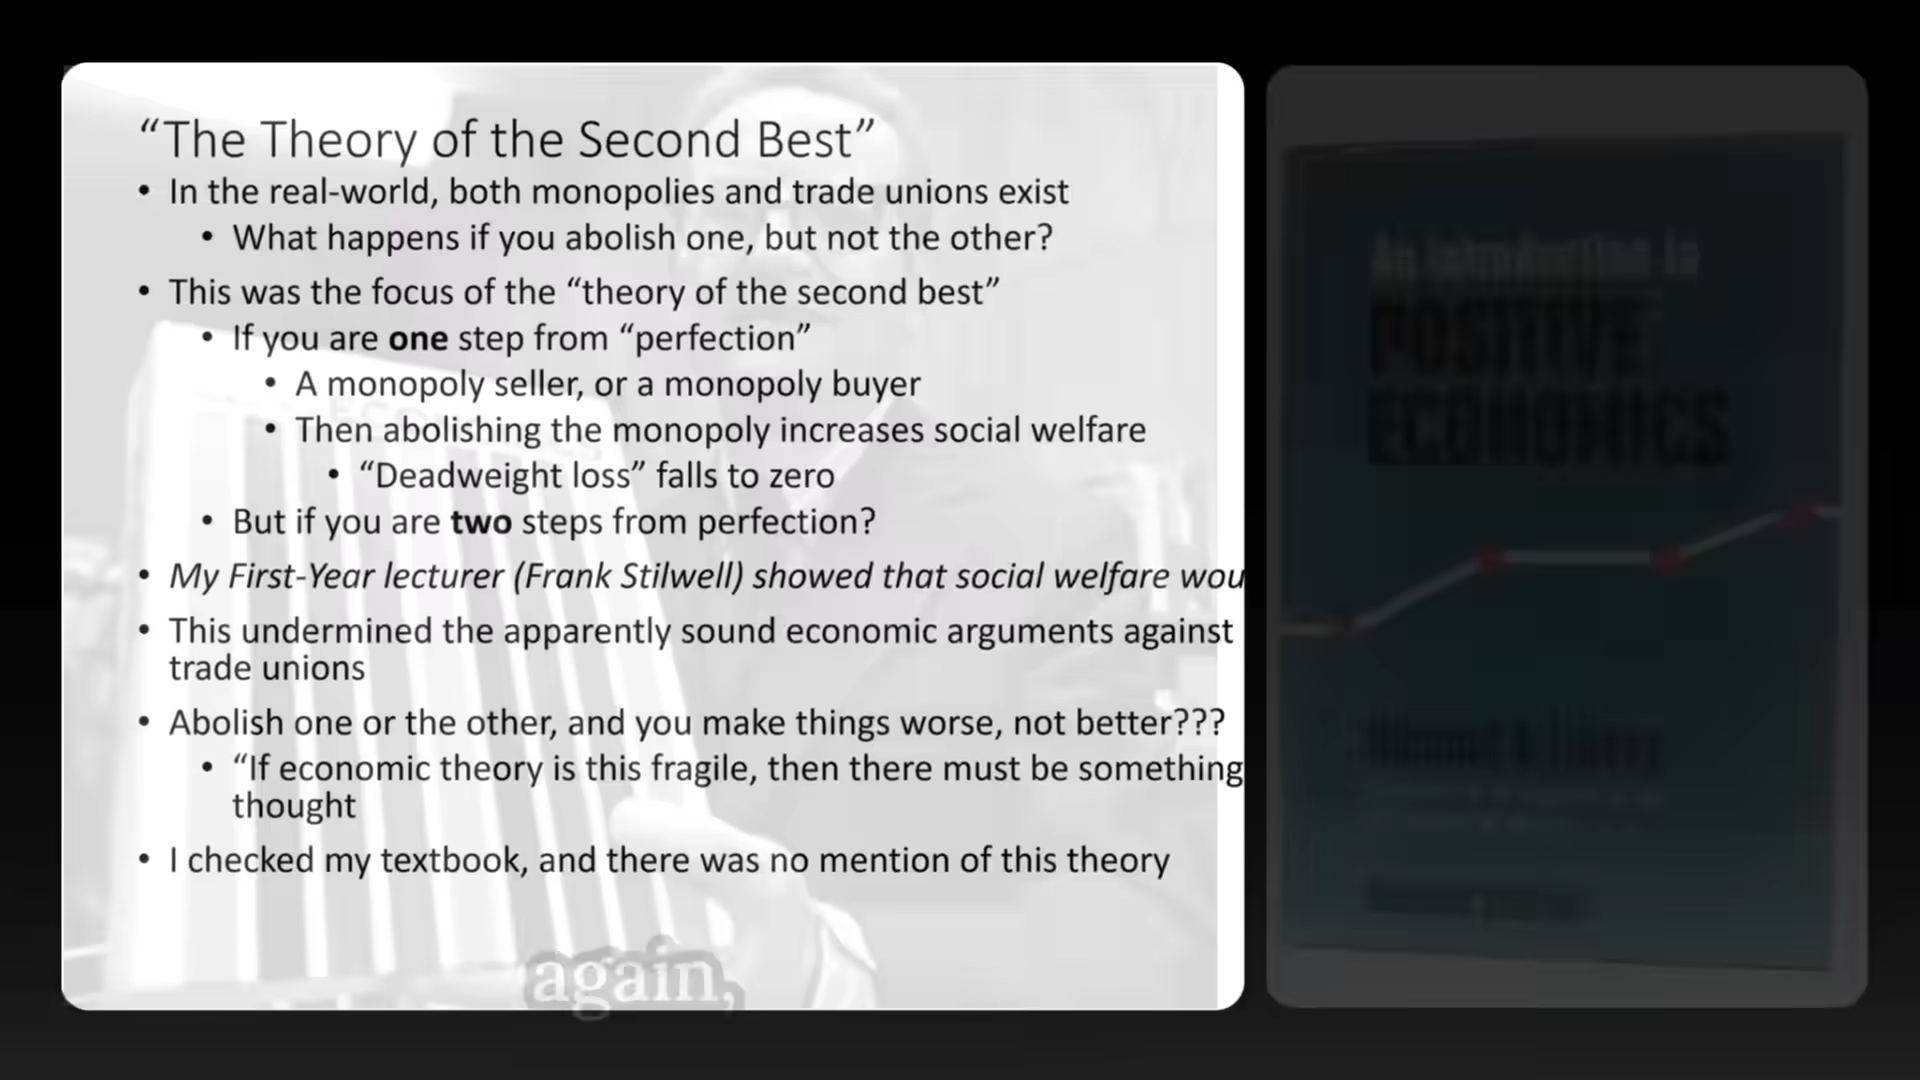 “The Theory of the Second Best”
• In the real-world, both monopolies and trade unions exist
• What happens if you abolish one, but not the other?
• This was the focus of the “theory of the second best”
• If you are one step from “perfection”
• A monopoly seller, or a monopoly buyer
• Then abolishing the monopoly increases social welfare
• “Deadweight loss” falls to zero
• But if you are two steps from perfection?
• My First-Year lecturer (Frank Stilwell) showed that social welfare wou
• This undermined the apparently sound economic arguments against
trade unions
• Abolish one or the other, and you make things worse, not better???
• “If economic theory is this fragile, then there must be something
thought
• I checked my textbook, and there was no mention of this theory
again,
An Introduction to
POSITIVE
ECONOMICS